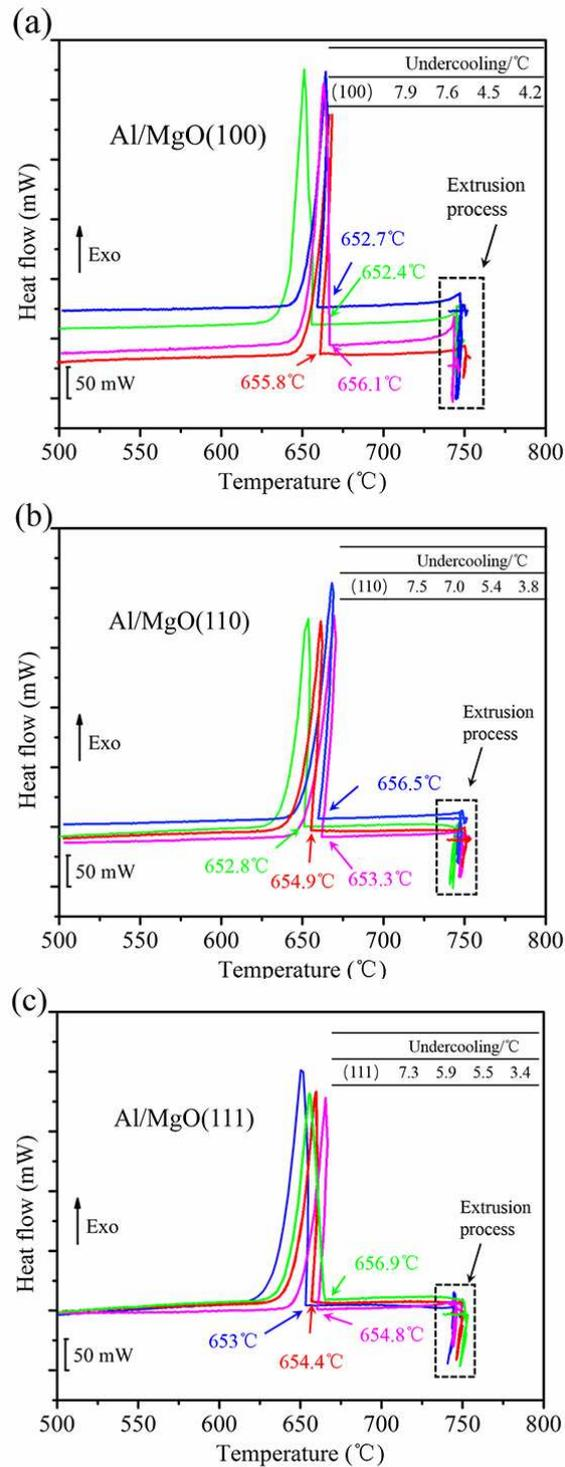 (a)
Undercooling/℃
(100) 7.9 7.6 4.5 4.2
Al/MgO(100)
Extrusion
process
Heat flow (mW)
Exo
652.7℃
652.4℃
655.8℃
656.1℃
50 mW
500 550 600 650 700 750 800
Temperature (℃)
(b)
Undercooling/℃
(110) 7.5 7.0 5.4 3.8
Al/MgO(110)
Extrusion
process
Heat flow (mW)
Exo
656.5℃
652.8℃
654.9℃
653.3℃
50 mW
500 550 600 650 700 750 800
Temperature (℃)
(c)
Undercooling/℃
(111) 7.3 5.9 5.5 3.4
Al/MgO(111)
Extrusion
process
Heat flow (mW)
Exo
656.9℃
653℃
654.4℃
654.8℃
50 mW
500 550 600 650 700 750 800
Temperature (℃)